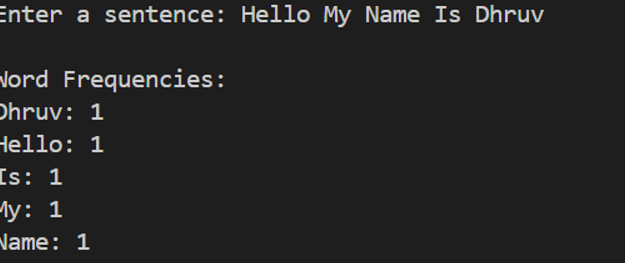 Enter a sentence: Hello My Name Is Dhruv
Word Frequencies:
Dhruv: 1
Hello: 1
Is: 1
My: 1
Name: 1